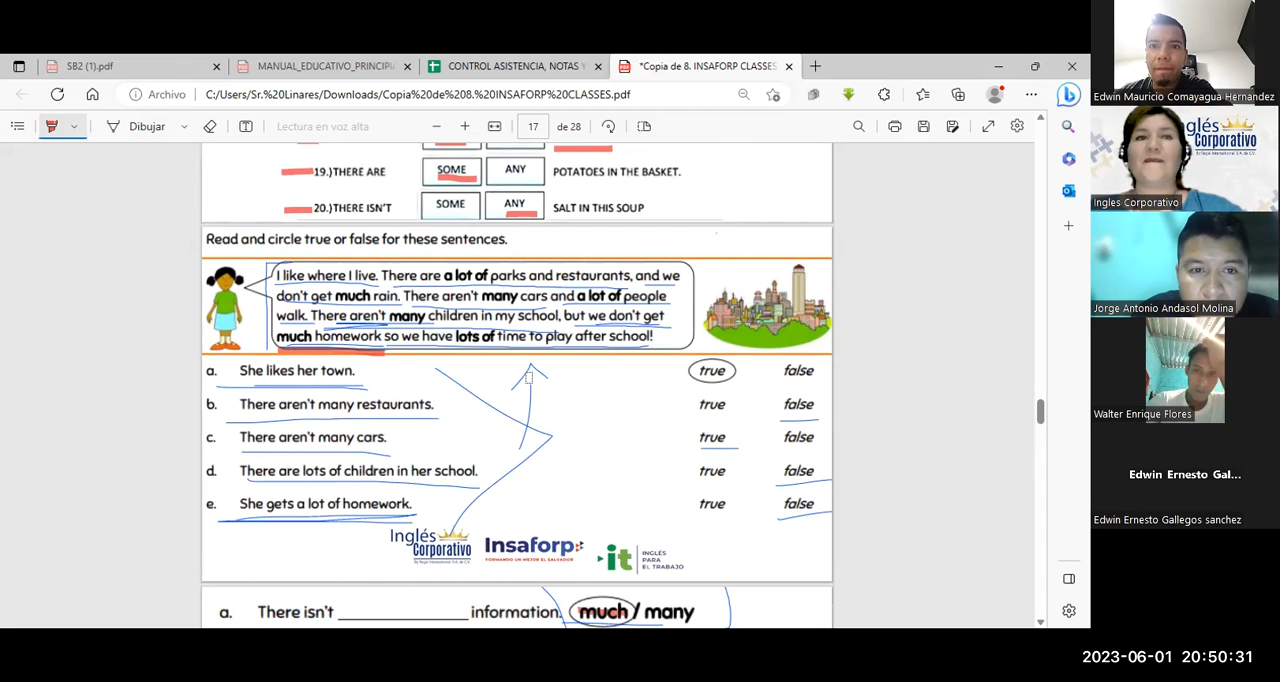 SB2 (1).pdf
MANUAL_EDUCATIVO_PRINCIPI
CONTROL ASISTENCIA, NOTAS Y
*Copia de 8. INSAFORP CLASSES.
Archivo C:/Users/Sr.%20Linares/Downloads/Copia%20de%208.%20INSAFORP%20CLASSES.pdf
Dibujar Lectura en voz alta 17 de 28
19.)THERE ARE SOME ANY POTATOES IN THE BASKET.
20.)THERE ISN'T SOME ANY SALT IN THIS SOUP
Read and circle true or false for these sentences.
I like where I live. There are a lot of parks and restaurants, and we
don't get much rain. There aren't many cars and a lot of people
walk. There aren't many children in my school, but we don't get
much homework so we have lots of time to play after school!
a. She likes her town. true false
b. There aren't many restaurants. true false
c. There aren't many cars. true false
d. There are lots of children in her school. true false
e. She gets a lot of homework. true false
Inglés
Corporativo
Insaforp
FORMANDO UN MEJOR EL SALVADOR
it INGLÉS
PARA
EL TRABAJO
a. There isn't ____________ information. much / many
Edwin Mauricio Comayagua Hernandez
Inglés
Corporativo
Ingles Corporativo
Jorge Antonio Andasol Molina
Walter Enrique Flores
Edwin Ernesto Gal...
Edwin Ernesto Gallegos sanchez
2023-06-01 20:50:31